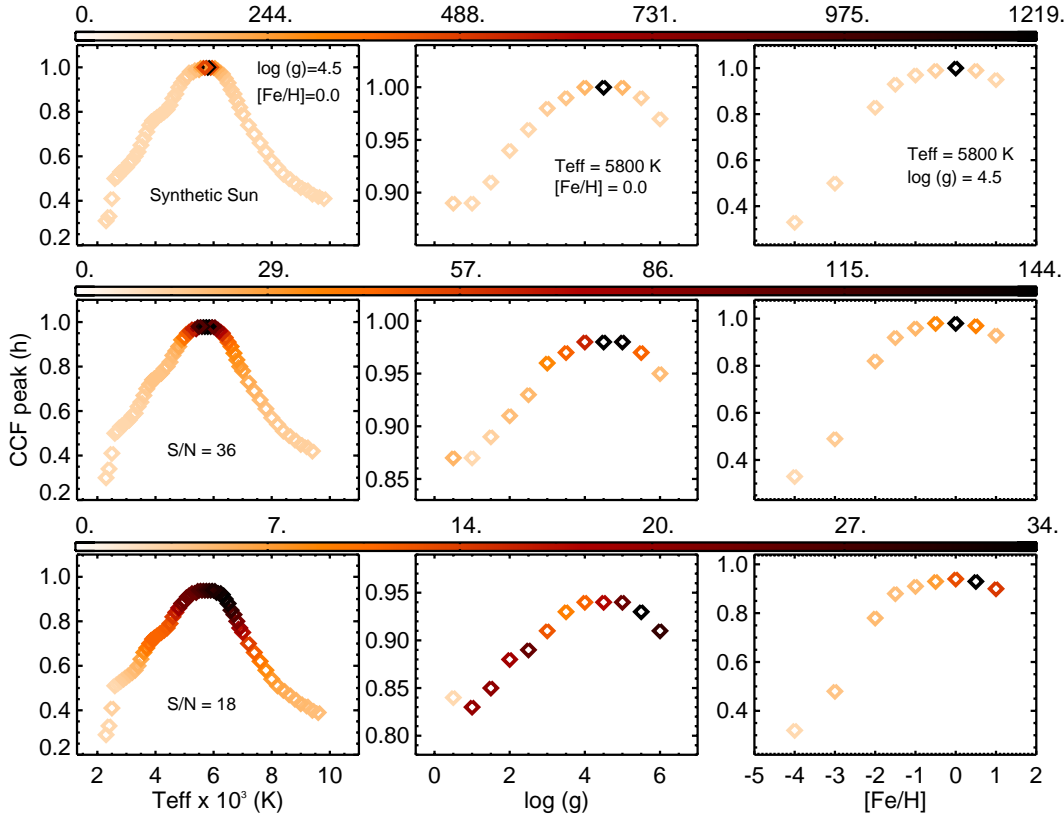 0. 244. 488. 731. 975. 1219.
1.0
0.8
0.6
0.4
0.2
log (g)=4.5
[Fe/H]=0.0
Synthetic Sun
1.00
0.95
0.90
Teff = 5800 K
[Fe/H] = 0.0
1.0
0.8
0.6
0.4
Teff = 5800 K
log (g) = 4.5
0. 29. 57. 86. 115. 144.
CCF peak (h)
1.0
0.8
0.6
0.4
0.2
S/N = 36
1.00
0.95
0.90
0.85
1.0
0.8
0.6
0.4
0. 7. 14. 20. 27. 34.
1.0
0.8
0.6
0.4
0.2
S/N = 18
0.95
0.90
0.85
0.80
1.0
0.8
0.6
0.4
2 4 6 8 10
Teff x 10³ (K)
0 2 4 6
log (g)
-5 -4 -3 -2 -1 0 1 2
[Fe/H]